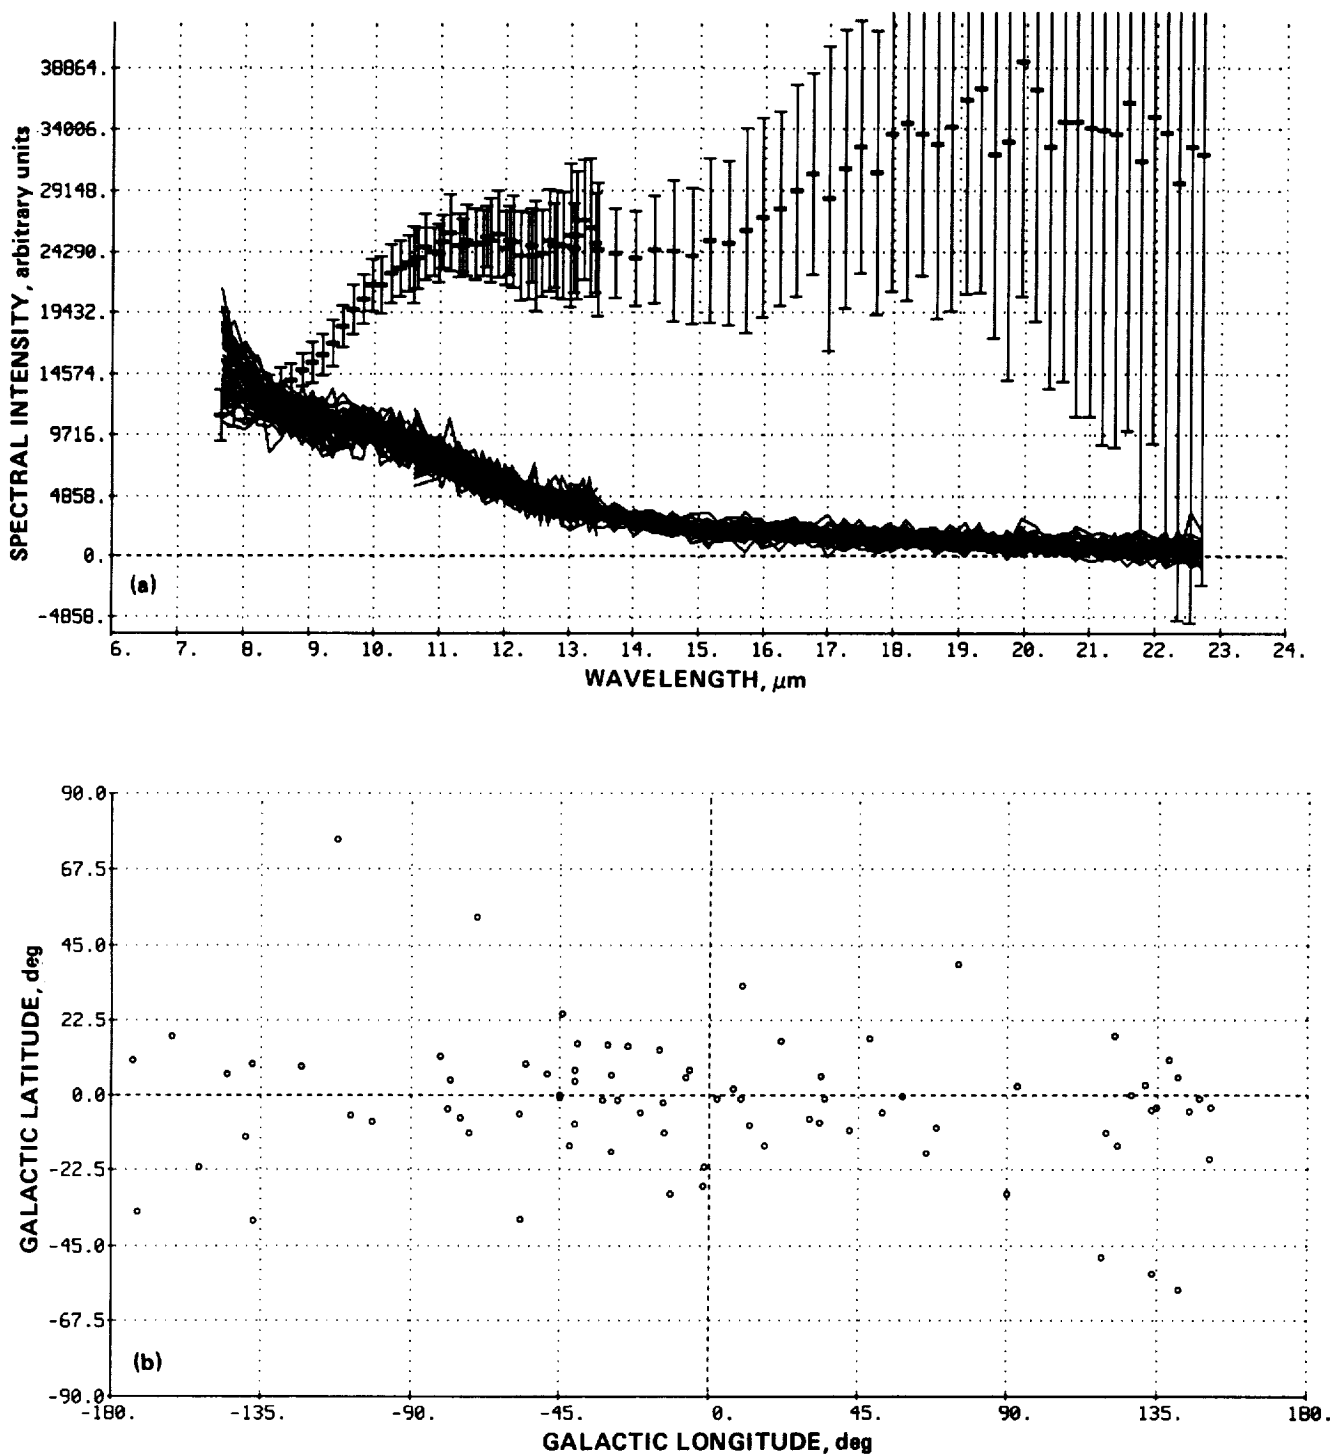 SPECTRAL INTENSITY, arbitrary units
38864.
34006.
29148.
24290.
19432.
14574.
9716.
4858.
0.
-4858.
(a)
6. 7. 8. 9. 10. 11. 12. 13. 14. 15. 16. 17. 18. 19. 20. 21. 22. 23. 24.
WAVELENGTH, μm
GALACTIC LATITUDE, deg
90.0
67.5
45.0
22.5
0.0
-22.5
-45.0
-67.5
-90.0
(b)
-180. -135. -90. -45. 0. 45. 90. 135. 180.
GALACTIC LONGITUDE, deg